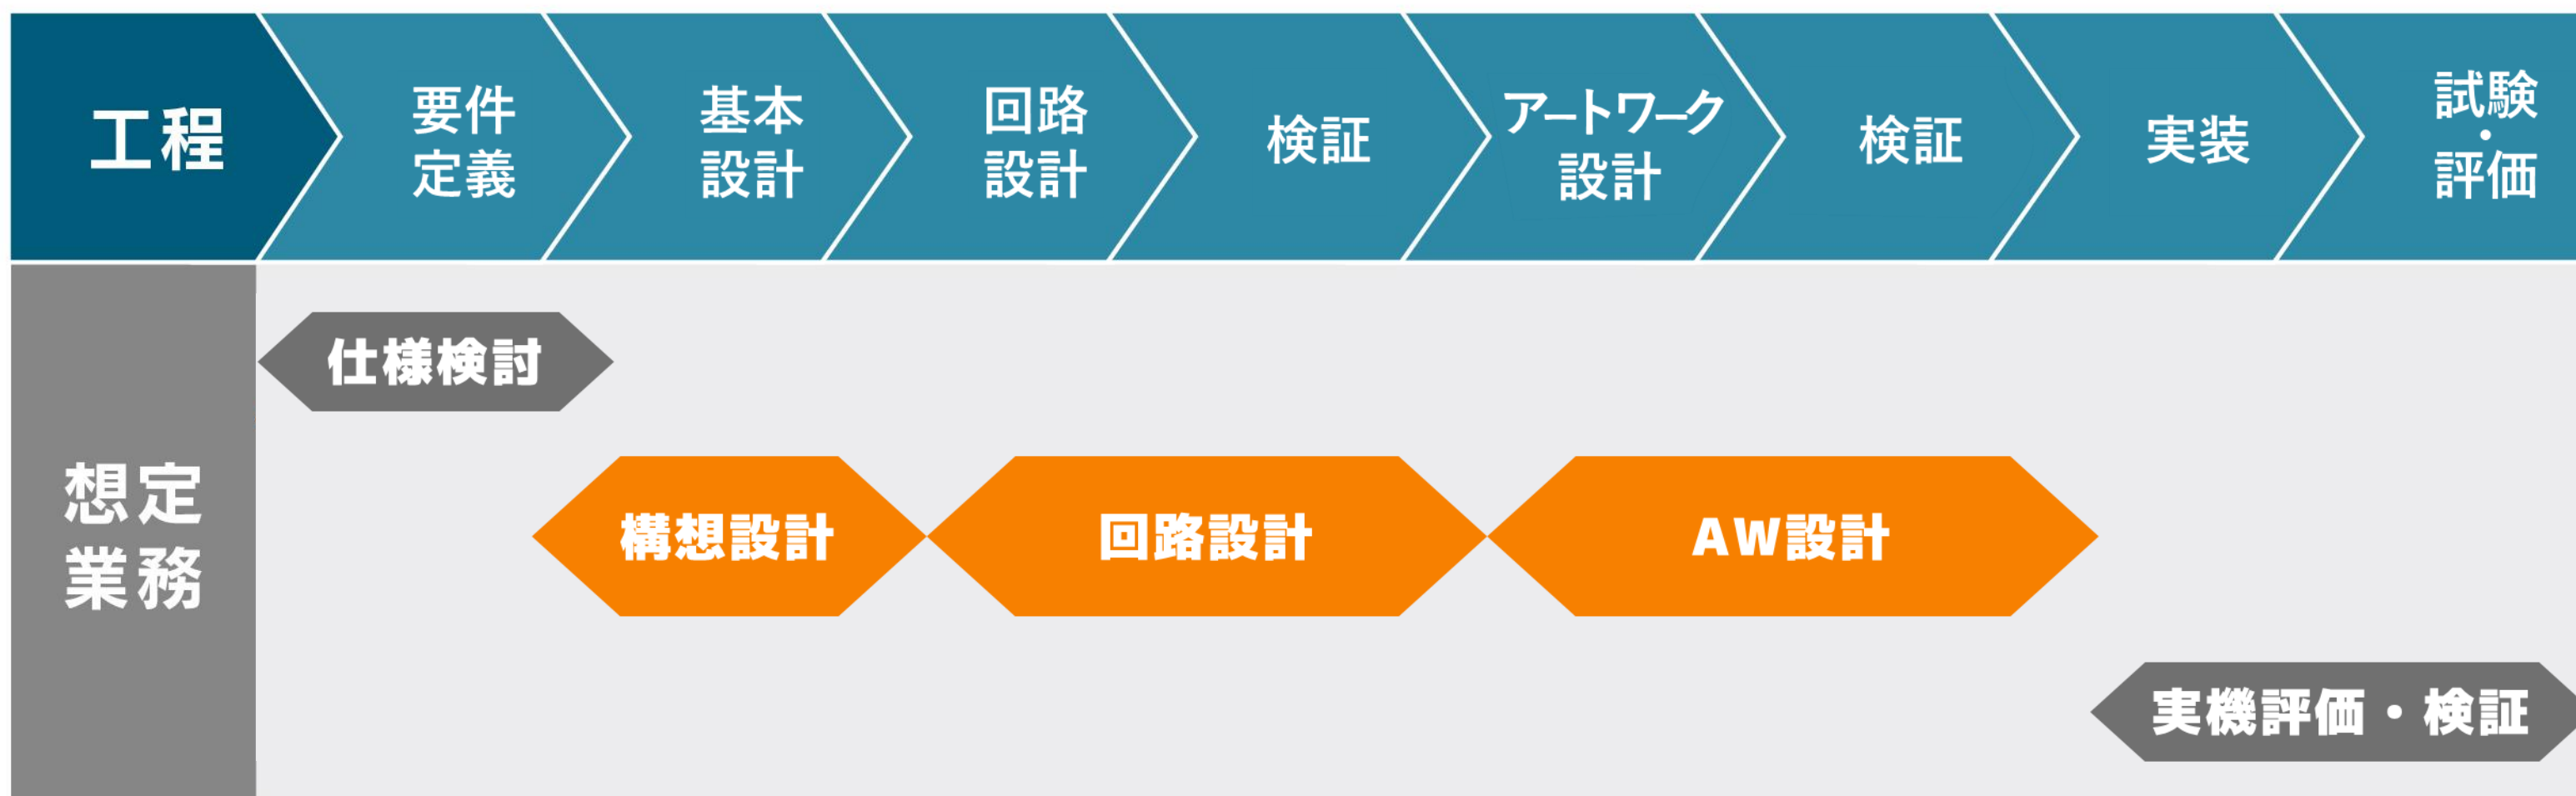 工程
要件
定義
基本
設計
回路
設計
検証
アートワーク
設計
検証
実装
試験
・
評価
想定
業務
仕様検討
構想設計
回路設計
AW設計
実機評価・検証